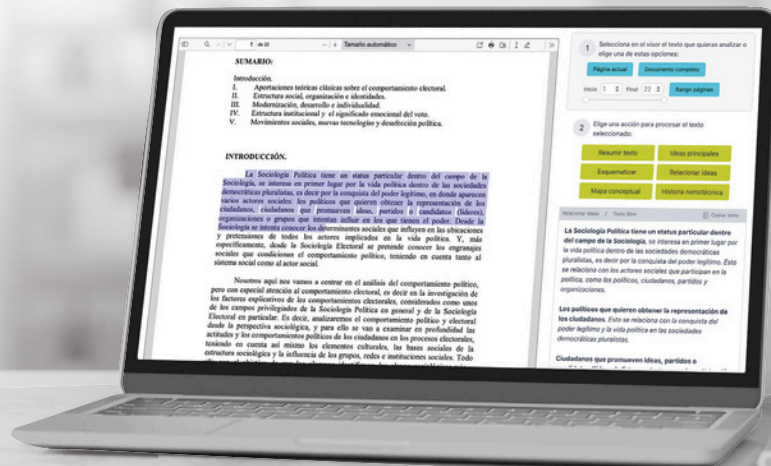 1 de 22
Tamaño automático
SUMARIO:
Introducción.
I. Aportaciones teóricas clásicas sobre el comportamiento electoral.
II. Estructura social, organización e identidades.
III. Modernización, desarrollo e individualidad.
IV. Estructura institucional y el significado emocional del voto.
V. Movimientos sociales, nuevas tecnologías y desafección política.
INTRODUCCIÓN.
La Sociología Política tiene un status particular dentro del campo de la
Sociología, se interesa en primer lugar por la vida política dentro de las sociedades
democráticas pluralistas, es decir por la conquista del poder legítimo, en donde aparecen
varios actores sociales: los políticos que quieren obtener la representación de los
ciudadanos, ciudadanos que promueven ideas, partidos o candidatos (líderes),
organizaciones o grupos que intentan influir en los que tienen el poder. Desde la
Sociología se intenta conocer los determinantes sociales que influyen en las ubicaciones
y pretensiones de todos los actores implicados en la vida política. Y, más
específicamente, desde la Sociología Electoral se pretende conocer los engranajes
sociales que condicionen el comportamiento político, teniendo en cuenta tanto al
sistema social como al actor social.
Nosotros aquí nos vamos a centrar en el análisis del comportamiento político,
pero con especial atención al comportamiento electoral, es decir en la investigación de
los factores explicativos de los comportamientos electorales, considerados como unos
de los campos privilegiados de la Sociología Política en general y de la Sociología
Electoral en particular. Es decir, analizaremos el comportamiento político y electoral
desde la perspectiva sociológica, y para ello se van a examinar en profundidad las
actitudes y los comportamientos políticos de los ciudadanos en los procesos electorales,
teniendo en cuenta así mismo los elementos culturales, las bases sociales de la
estructura sociológica y la influencia de los grupos, redes e instituciones sociales. Todo
1 Selecciona en el visor el texto que quieras analizar o
elige una de estas opciones:
Página actual Documento completo
Inicio 1 Final 22 Rango páginas
2 Elige una acción para procesar el texto
seleccionado:
Resumir texto Ideas principales
Esquematizar Relacionar ideas
Mapa conceptual Historia nemotécnica
Relacionar ideas | Texto libre Copiar texto
La Sociología Política tiene un status particular dentro
del campo de la Sociología, se interesa en primer lugar por
la vida política dentro de las sociedades democráticas
pluralistas, es decir por la conquista del poder legítimo. Esto
se relaciona con los actores sociales que participan en la
política, como los políticos, ciudadanos, partidos y
organizaciones.
Los políticos que quieren obtener la representación de
los ciudadanos. Esto se relaciona con la conquista del
poder legítimo y la vida política en las sociedades
democráticas pluralistas.
Ciudadanos que promueven ideas, partidos o